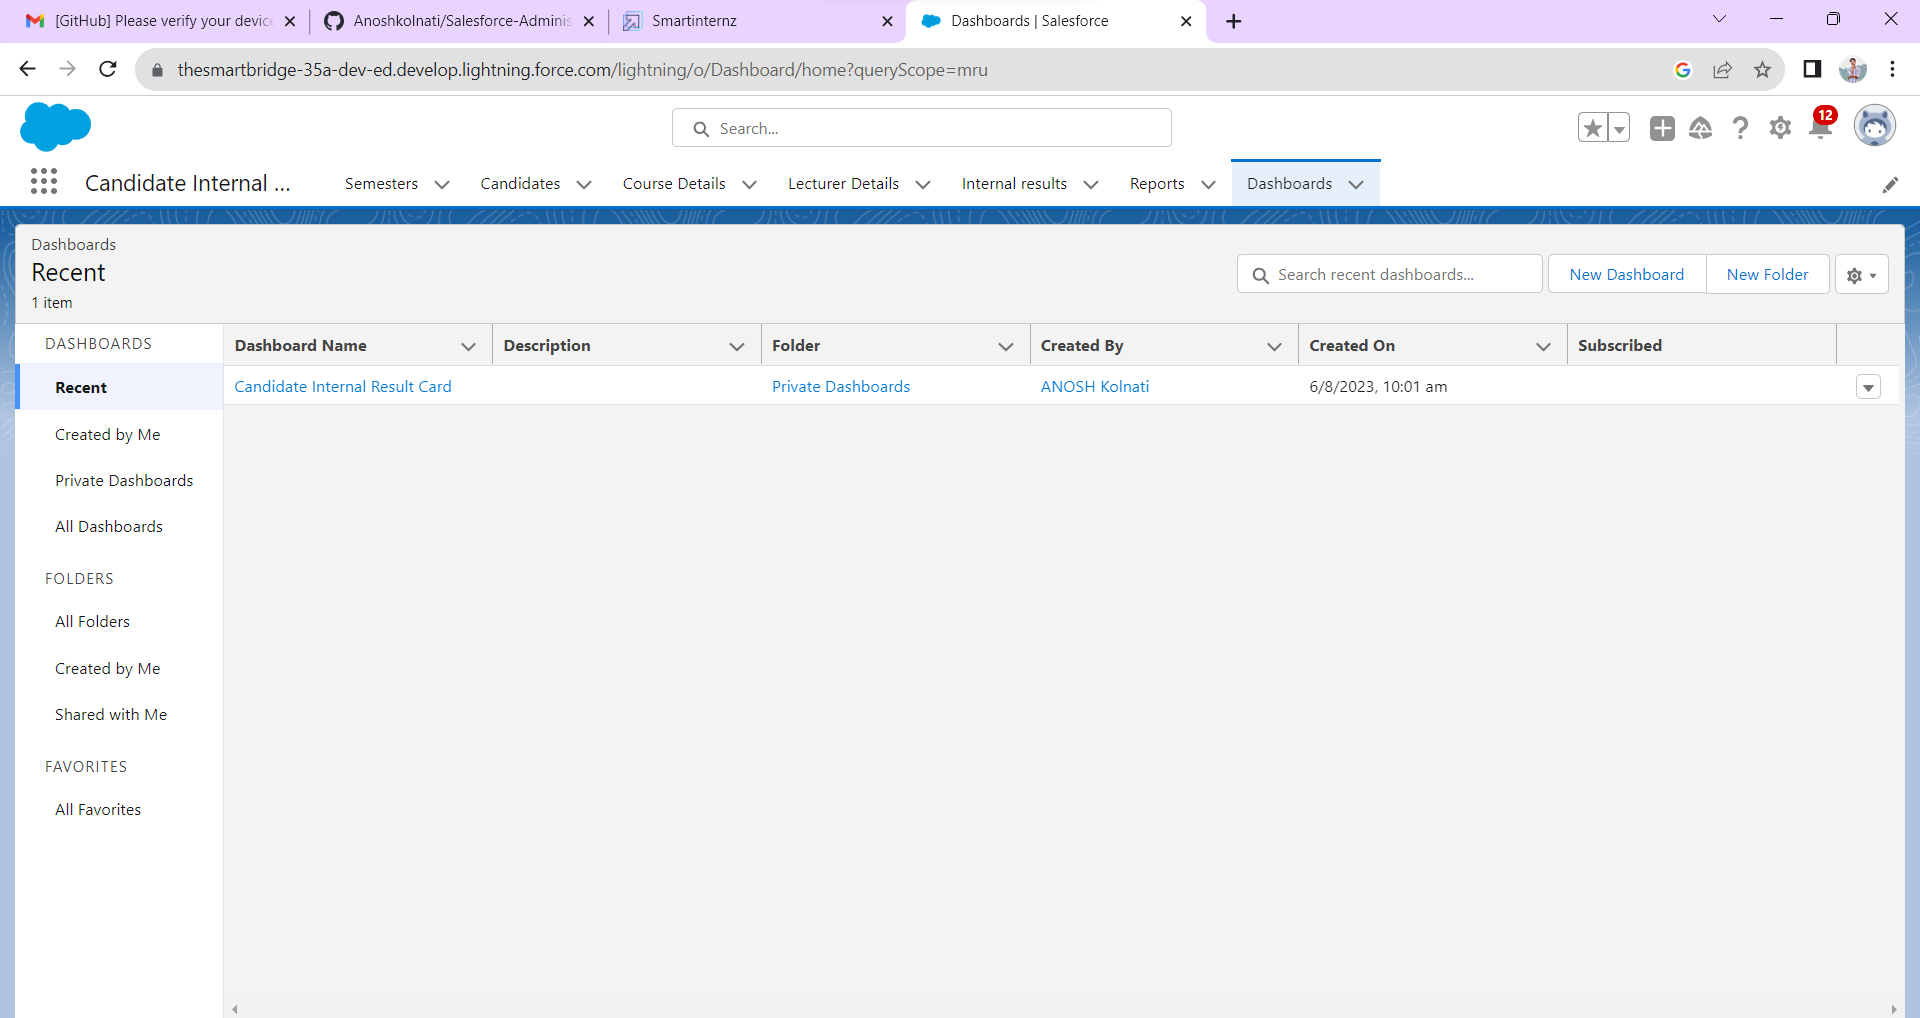 [GitHub] Please verify your device
Anoshkolnati/Salesforce-Adminis
Smartinternz
Dashboards | Salesforce
thesmartbridge-35a-dev-ed.develop.lightning.force.com/lightning/o/Dashboard/home?queryScope=mru
Search...
12
Candidate Internal ...
Semesters
Candidates
Course Details
Lecturer Details
Internal results
Reports
Dashboards
Dashboards
Recent
1 item
Search recent dashboards...
New Dashboard
New Folder
DASHBOARDS
Recent
Created by Me
Private Dashboards
All Dashboards
FOLDERS
All Folders
Created by Me
Shared with Me
FAVORITES
All Favorites
Dashboard Name Description Folder Created By Created On Subscribed
Candidate Internal Result Card Private Dashboards ANOSH Kolnati 6/8/2023, 10:01 am